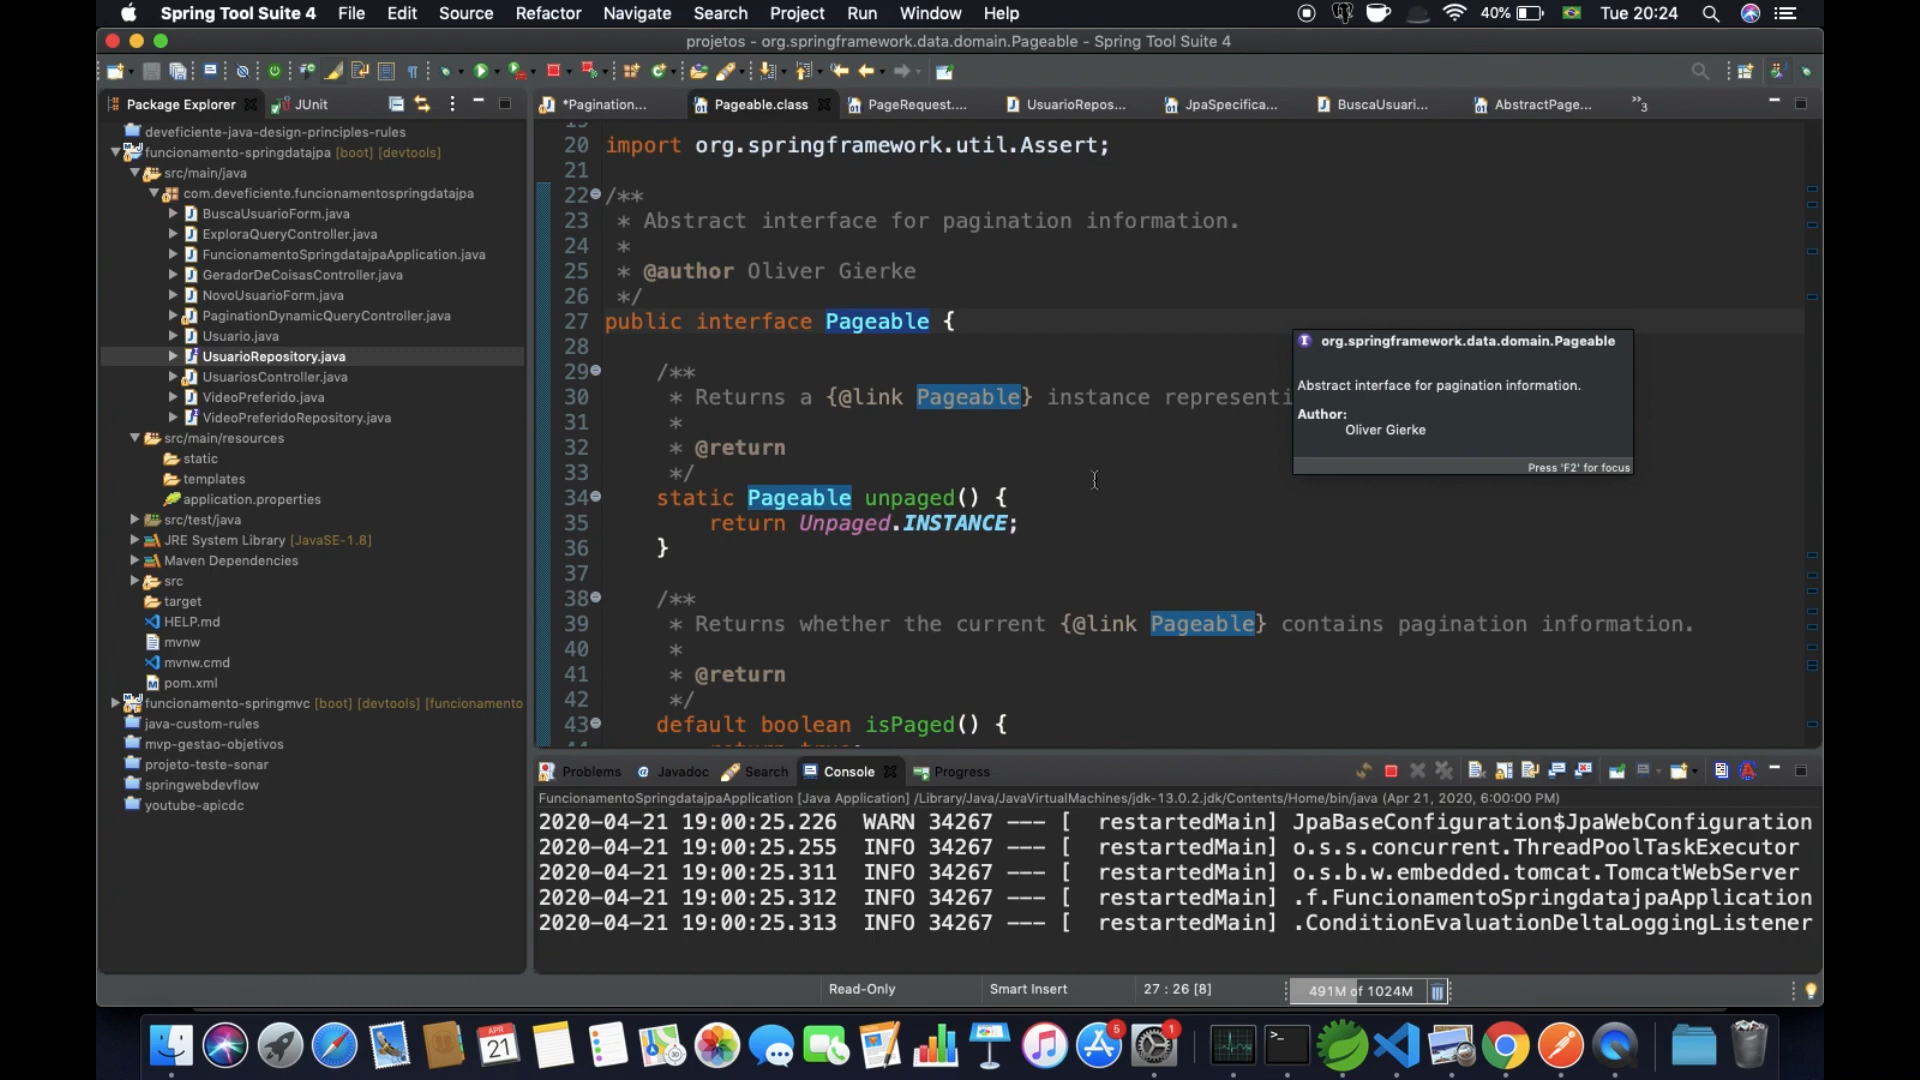 Spring Tool Suite 4 File Edit Source Refactor Navigate Search Project Run Window Help 40% Tue 20:24
projetos - org.springframework.data.domain.Pageable - Spring Tool Suite 4
Package Explorer JUnit
*Pagination... Pageable.class PageRequest.... UsuarioRepos... JpaSpecifica... BuscaUsuari... AbstractPage... »3
deveficiente-java-design-principles-rules
funcionamento-springdatajpa [boot] [devtools]
src/main/java
com.deveficiente.funcionamentospringdatajpa
BuscaUsuarioForm.java
ExploraQueryController.java
FuncionamentoSpringdatajpaApplication.java
GeradorDeCoisasController.java
NovoUsuarioForm.java
PaginationDynamicQueryController.java
Usuario.java
UsuarioRepository.java
UsuariosController.java
VideoPreferido.java
VideoPreferidoRepository.java
src/main/resources
static
templates
application.properties
src/test/java
JRE System Library [JavaSE-1.8]
Maven Dependencies
src
target
HELP.md
mvnw
mvnw.cmd
pom.xml
funcionamento-springmvc [boot] [devtools] [funcionamento
java-custom-rules
mvp-gestao-objetivos
projeto-teste-sonar
springwebdevflow
youtube-apicdc
19
20 import org.springframework.util.Assert;
21
22 /**
23 * Abstract interface for pagination information.
24 *
25 * @author Oliver Gierke
26 */
27 public interface Pageable {
28
29 /**
30 * Returns a {@link Pageable} instance representi
31 *
32 * @return
33 */
34 static Pageable unpaged() {
35 return Unpaged.INSTANCE;
36 }
37
38 /**
39 * Returns whether the current {@link Pageable} contains pagination information.
40 *
41 * @return
42 */
43 default boolean isPaged() {
44 return true;
org.springframework.data.domain.Pageable
Abstract interface for pagination information.
Author:
Oliver Gierke
Press 'F2' for focus
Problems Javadoc Search Console Progress
FuncionamentoSpringdatajpaApplication [Java Application] /Library/Java/JavaVirtualMachines/jdk-13.0.2.jdk/Contents/Home/bin/java (Apr 21, 2020, 6:00:00 PM)
2020-04-21 19:00:25.226 WARN 34267 --- [ restartedMain] JpaBaseConfiguration$JpaWebConfiguration
2020-04-21 19:00:25.255 INFO 34267 --- [ restartedMain] o.s.s.concurrent.ThreadPoolTaskExecutor
2020-04-21 19:00:25.311 INFO 34267 --- [ restartedMain] o.s.b.w.embedded.tomcat.TomcatWebServer
2020-04-21 19:00:25.312 INFO 34267 --- [ restartedMain] .f.FuncionamentoSpringdatajpaApplication
2020-04-21 19:00:25.313 INFO 34267 --- [ restartedMain] .ConditionEvaluationDeltaLoggingListener
Read-Only Smart Insert 27 : 26 [8] 491M of 1024M
APR
21
5
1